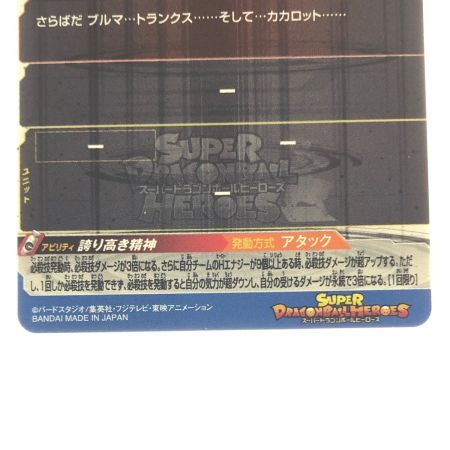 さらばだ ブルマ…トランクス……そして…カカロット……
ー
ー
ー
ー
ユニット
SUPER
DRAGONBALL
スーパードラゴンボールヒーローズ
HEROES
アビリティ 誇り高き精神 発動方式 アタック
必殺技発動時、必殺技ダメージが3倍になる。さらに自分チームのHエナジーが9個以上ある時、必殺技ダメージが超アップする。ただ
し、1回しか必殺技を発動できず、必殺技を発動すると自分の気力が超ダウンし、自分の受けるダメージが永続で3倍になる。[1回限り]
©バードスタジオ/集英社・フジテレビ・東映アニメーション
BANDAI MADE IN JAPAN
SUPER
DRAGONBALL HEROES
スーパードラゴンボールヒーローズ